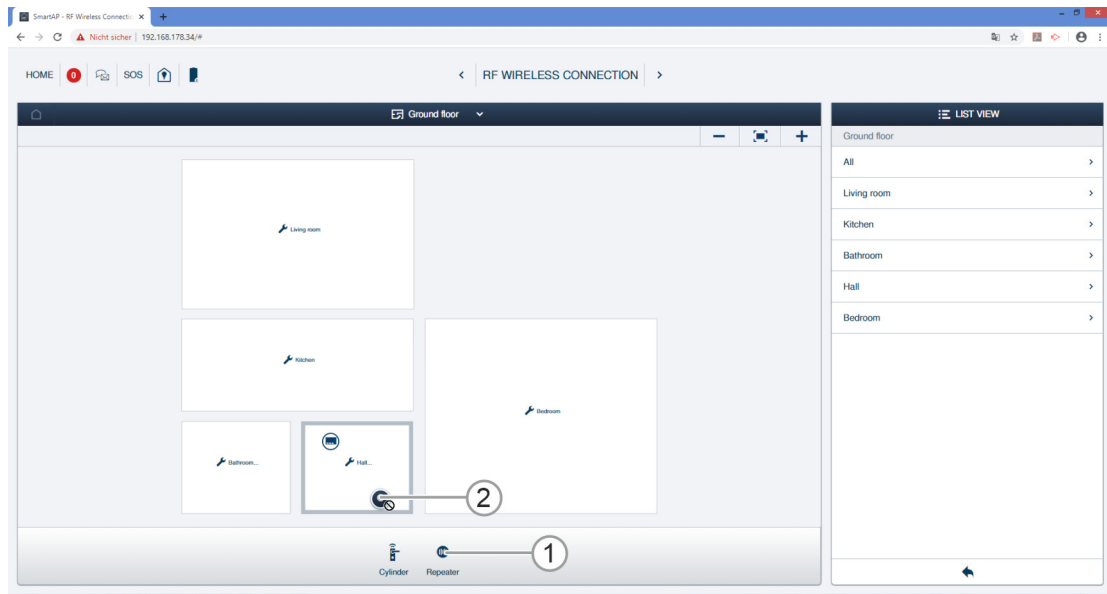 SmartAP - RF Wireless Connectic
Nicht sicher | 192.168.178.34/#
HOME 0 SOS RF WIRELESS CONNECTION
Ground floor
LIST VIEW
Ground floor
All
Living room
Kitchen
Bathroom
Hall
Bedroom
Living room
Kitchen
Bedroom
Bathroom...
Hall...
2
1
Cylinder Repeater